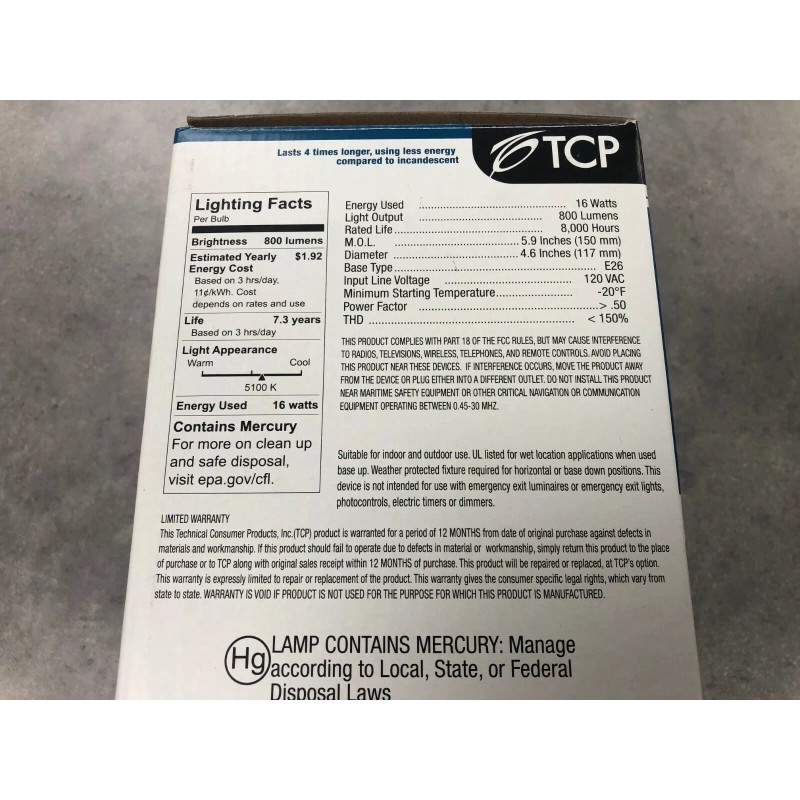 Lasts 4 times longer, using less energy
compared to incandescent
TCP
Lighting Facts
Per Bulb
Brightness 800 lumens
Estimated Yearly $1.92
Energy Cost
Based on 3 hrs/day,
11¢/kWh. Cost
depends on rates and use
Life 7.3 years
Based on 3 hrs/day
Light Appearance
Warm Cool
5100 K
Energy Used 16 watts
Contains Mercury
For more on clean up
and safe disposal,
visit epa.gov/cfl.
Energy Used ........ 16 Watts
Light Output ........ 800 Lumens
Rated Life ........ 8,000 Hours
M.O.L. ........ 5.9 Inches (150 mm)
Diameter ........ 4.6 Inches (117 mm)
Base Type ........ E26
Input Line Voltage ........ 120 VAC
Minimum Starting Temperature ........ -20°F
Power Factor ........ > .50
THD ........ < 150%
THIS PRODUCT COMPLIES WITH PART 18 OF THE FCC RULES, BUT MAY CAUSE INTERFERENCE
TO RADIOS, TELEVISIONS, WIRELESS, TELEPHONES, AND REMOTE CONTROLS. AVOID PLACING
THIS PRODUCT NEAR THESE DEVICES. IF INTERFERENCE OCCURS, MOVE THE PRODUCT AWAY
FROM THE DEVICE OR PLUG EITHER INTO A DIFFERENT OUTLET. DO NOT INSTALL THIS PRODUCT
NEAR MARITIME SAFETY EQUIPMENT OR OTHER CRITICAL NAVIGATION OR COMMUNICATION
EQUIPMENT OPERATING BETWEEN 0.45-30 MHZ.
Suitable for indoor and outdoor use. UL listed for wet location applications when used
base up. Weather protected fixture required for horizontal or base down positions. This
device is not intended for use with emergency exit luminaires or emergency exit lights,
photocontrols, electric timers or dimmers.
LIMITED WARRANTY
This Technical Consumer Products, Inc.(TCP) product is warranted for a period of 12 MONTHS from date of original purchase against defects in
materials and workmanship. If this product should fail to operate due to defects in material or workmanship, simply return this product to the place
of purchase or to TCP along with original sales receipt within 12 MONTHS of purchase. This product will be repaired or replaced, at TCP's option.
This warranty is expressly limited to repair or replacement of the product. This warranty gives the consumer specific legal rights, which vary from
state to state. WARRANTY IS VOID IF PRODUCT IS NOT USED FOR THE PURPOSE FOR WHICH THIS PRODUCT IS MANUFACTURED.
Hg
LAMP CONTAINS MERCURY: Manage
according to Local, State, or Federal
Disposal Laws